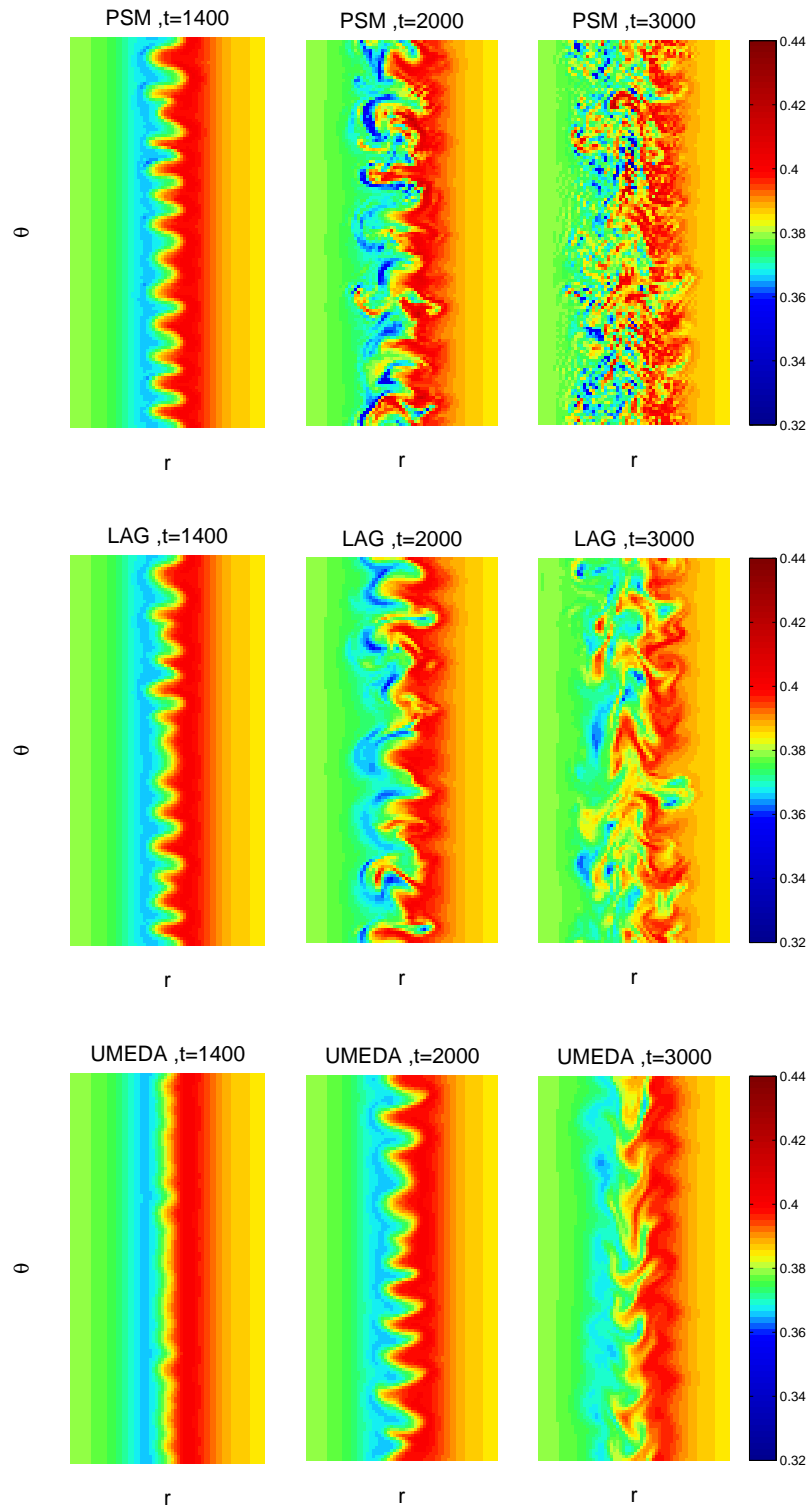 PSM ,t=1400
PSM ,t=2000
PSM ,t=3000
0.44
0.42
0.4
0.38
0.36
0.34
0.32
θ
r
r
r
LAG ,t=1400
LAG ,t=2000
LAG ,t=3000
0.44
0.42
0.4
0.38
0.36
0.34
0.32
θ
r
r
r
UMEDA ,t=1400
UMEDA ,t=2000
UMEDA ,t=3000
0.44
0.42
0.4
0.38
0.36
0.34
0.32
θ
r
r
r